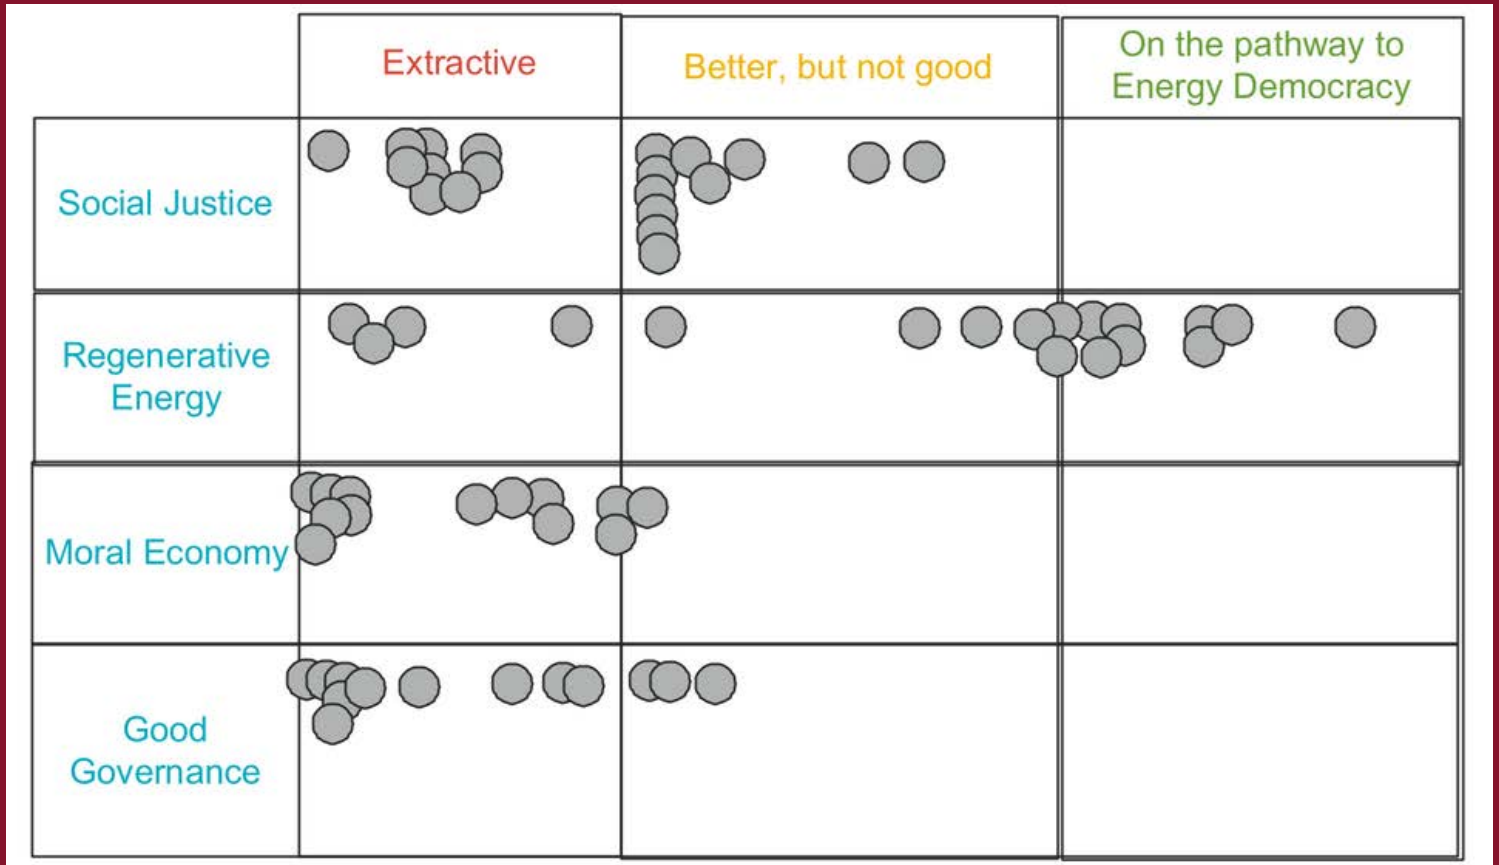 Extractive
Better, but not good
On the pathway to
Energy Democracy
Social Justice
Regenerative
Energy
Moral Economy
Good
Governance